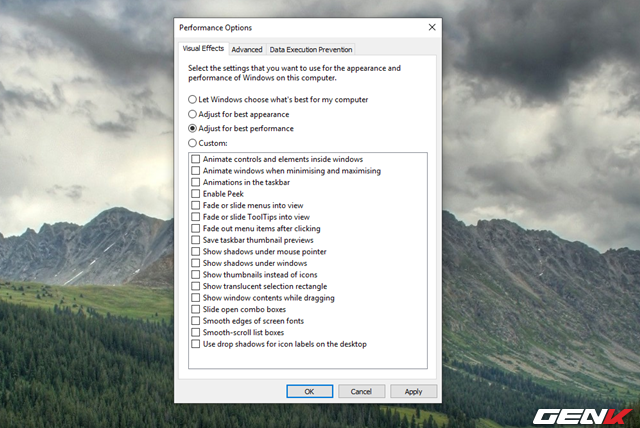 Performance Options
Visual Effects
Advanced
Data Execution Prevention
Select the settings that you want to use for the appearance and
performance of Windows on this computer.
Let Windows choose what's best for my computer
Adjust for best appearance
Adjust for best performance
Custom:
Animate controls and elements inside windows
Animate windows when minimising and maximising
Animations in the taskbar
Enable Peek
Fade or slide menus into view
Fade or slide ToolTips into view
Fade out menu items after clicking
Save taskbar thumbnail previews
Show shadows under mouse pointer
Show shadows under windows
Show thumbnails instead of icons
Show translucent selection rectangle
Show window contents while dragging
Slide open combo boxes
Smooth edges of screen fonts
Smooth-scroll list boxes
Use drop shadows for icon labels on the desktop
OK
Cancel
Apply
GENK